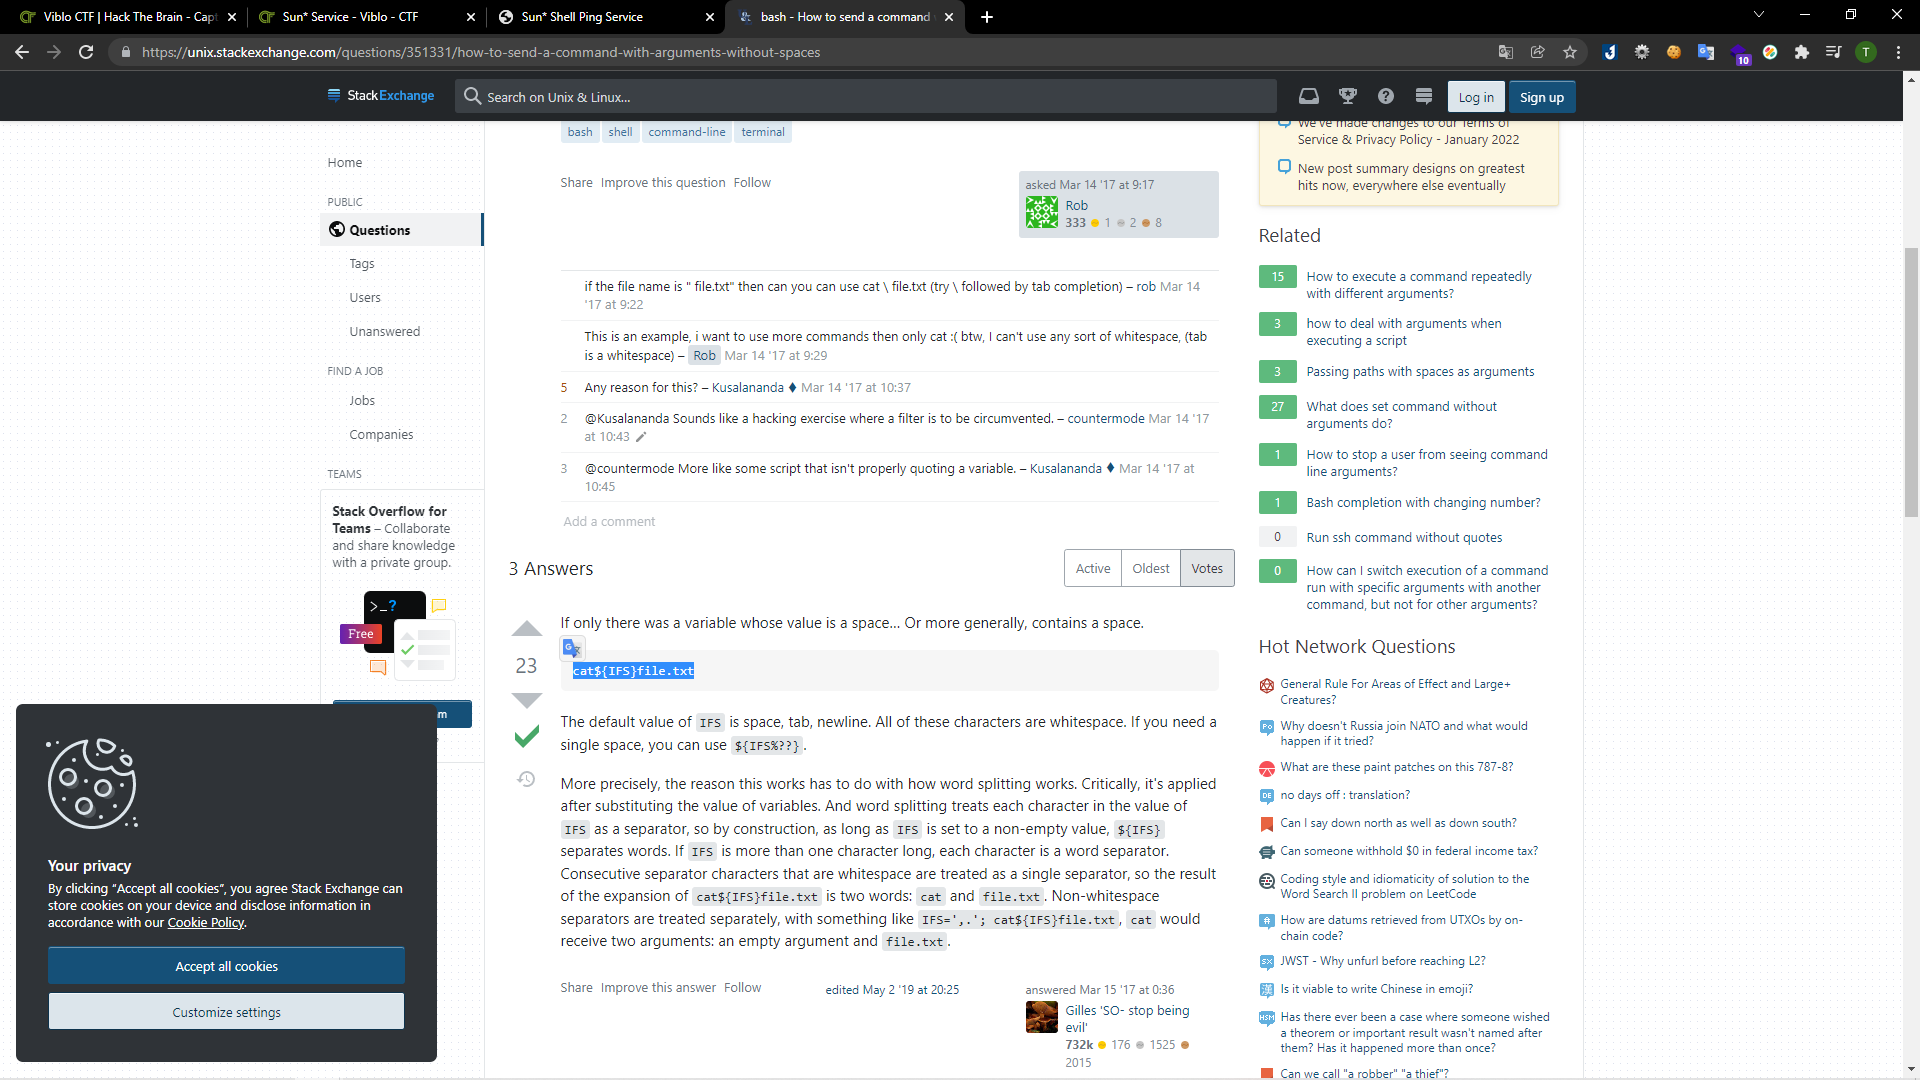 Viblo CTF | Hack The Brain - Capt
Sun* Service - Viblo - CTF
Sun* Shell Ping Service
bash - How to send a command
https://unix.stackexchange.com/questions/351331/how-to-send-a-command-with-arguments-without-spaces
10
T
StackExchange
Search on Unix & Linux...
Log in
Sign up
Home
PUBLIC
Questions
Tags
Users
Unanswered
FIND A JOB
Jobs
Companies
TEAMS
Stack Overflow for
Teams – Collaborate
and share knowledge
with a private group.
>_?
Free
bash shell command-line terminal
Share Improve this question Follow
asked Mar 14 '17 at 9:17
Rob
333 1 2 8
if the file name is " file.txt" then can you can use cat \ file.txt (try \ followed by tab completion) – rob Mar 14
'17 at 9:22
This is an example, i want to use more commands then only cat :( btw, I can't use any sort of whitespace, (tab
is a whitespace) – Rob Mar 14 '17 at 9:29
5 Any reason for this? – Kusalananda ♦ Mar 14 '17 at 10:37
2 @Kusalananda Sounds like a hacking exercise where a filter is to be circumvented. – countermode Mar 14 '17
at 10:43
3 @countermode More like some script that isn't properly quoting a variable. – Kusalananda ♦ Mar 14 '17 at
10:45
Add a comment
3 Answers
Active Oldest Votes
If only there was a variable whose value is a space... Or more generally, contains a space.
23
cat${IFS}file.txt
The default value of IFS is space, tab, newline. All of these characters are whitespace. If you need a
single space, you can use ${IFS%??}.
More precisely, the reason this works has to do with how word splitting works. Critically, it's applied
after substituting the value of variables. And word splitting treats each character in the value of
IFS as a separator, so by construction, as long as IFS is set to a non-empty value, ${IFS}
separates words. If IFS is more than one character long, each character is a word separator.
Consecutive separator characters that are whitespace are treated as a single separator, so the result
of the expansion of cat${IFS}file.txt is two words: cat and file.txt. Non-whitespace
separators are treated separately, with something like IFS=',.'; cat${IFS}file.txt, cat would
receive two arguments: an empty argument and file.txt.
Share Improve this answer Follow
edited May 2 '19 at 20:25
answered Mar 15 '17 at 0:36
Gilles 'SO- stop being
evil'
732k 176 1525
2015
We've made changes to our Terms of
Service & Privacy Policy - January 2022
New post summary designs on greatest
hits now, everywhere else eventually
Related
15 How to execute a command repeatedly
with different arguments?
3 how to deal with arguments when
executing a script
3 Passing paths with spaces as arguments
27 What does set command without
arguments do?
1 How to stop a user from seeing command
line arguments?
1 Bash completion with changing number?
0 Run ssh command without quotes
0 How can I switch execution of a command
run with specific arguments with another
command, but not for other arguments?
Hot Network Questions
General Rule For Areas of Effect and Large+
Creatures?
Why doesn't Russia join NATO and what would
happen if it tried?
What are these paint patches on this 787-8?
no days off : translation?
Can I say down north as well as down south?
Can someone withhold $0 in federal income tax?
Coding style and idiomaticity of solution to the
Word Search II problem on LeetCode
How are datums retrieved from UTXOs by on-
chain code?
JWST - Why unfurl before reaching L2?
Is it viable to write Chinese in emoji?
Has there ever been a case where someone wished
a theorem or important result wasn't named after
them? Has it happened more than once?
Can we call "a robber" "a thief"?
Your privacy
By clicking “Accept all cookies”, you agree Stack Exchange can
store cookies on your device and disclose information in
accordance with our Cookie Policy.
Accept all cookies
Customize settings